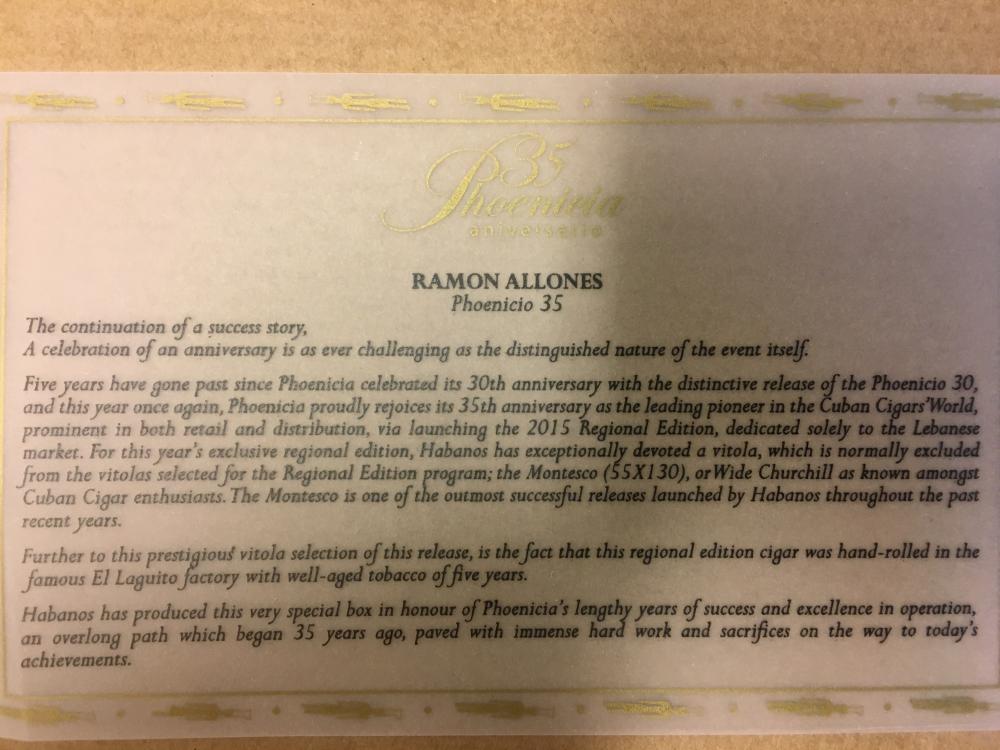 35
Phoenicia
aniversario
RAMON ALLONES
Phoenicio 35
The continuation of a success story,
A celebration of an anniversary is as ever challenging as the distinguished nature of the event itself.
Five years have gone past since Phoenicia celebrated its 30th anniversary with the distinctive release of the Phoenicio 30,
and this year once again, Phoenicia proudly rejoices its 35th anniversary as the leading pioneer in the Cuban Cigars'World,
prominent in both retail and distribution, via launching the 2015 Regional Edition, dedicated solely to the Lebanese
market. For this year's exclusive regional edition, Habanos has exceptionally devoted a vitola, which is normally excluded
from the vitolas selected for the Regional Edition program; the Montesco (55X130), or Wide Churchill as known amongst
Cuban Cigar enthusiasts. The Montesco is one of the outmost successful releases launched by Habanos throughout the past
recent years.
Further to this prestigious vitola selection of this release, is the fact that this regional edition cigar was hand-rolled in the
famous El Laguito factory with well-aged tobacco of five years.
Habanos has produced this very special box in honour of Phoenicia's lengthy years of success and excellence in operation,
an overlong path which began 35 years ago, paved with immense hard work and sacrifices on the way to today's
achievements.